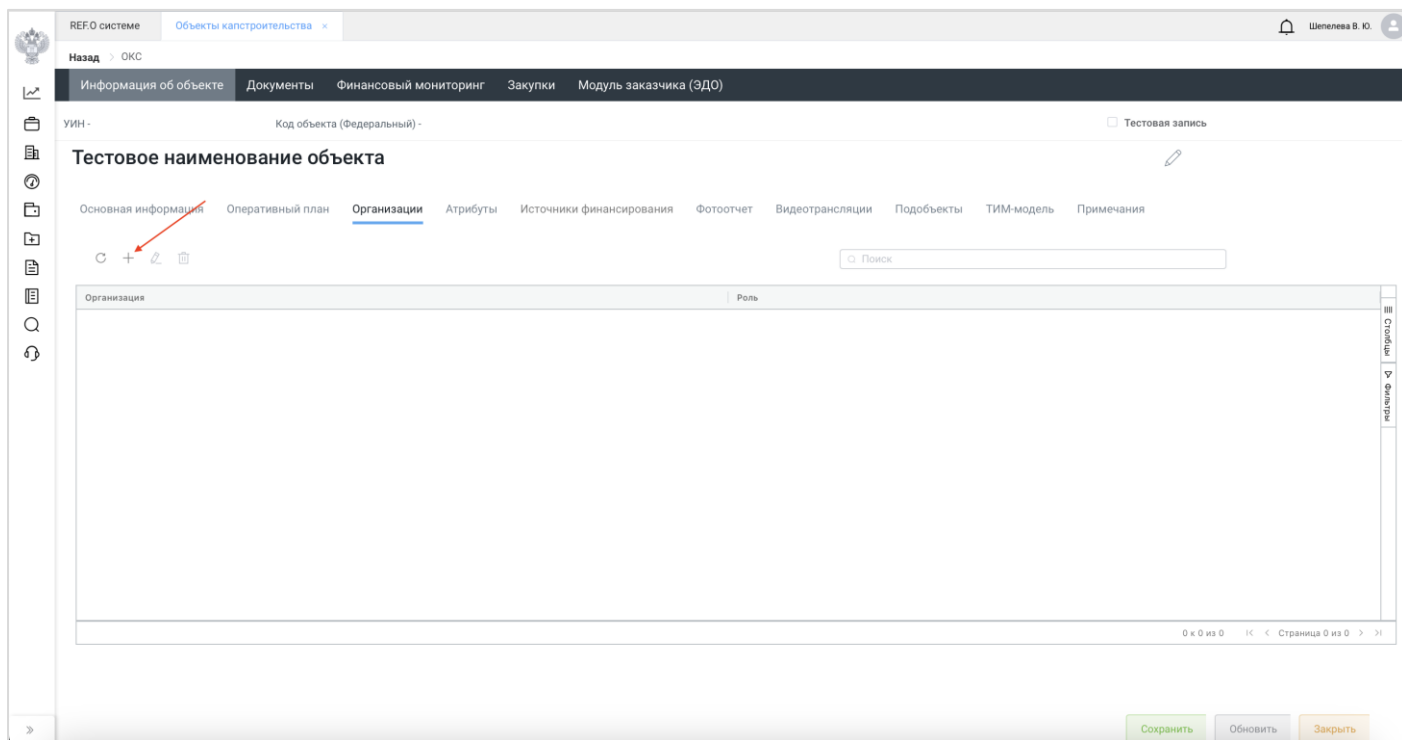 REF.О системе Объекты капстроительства × Шепелева В. Ю.
Назад > ОКС
Информация об объекте Документы Финансовый мониторинг Закупки Модуль заказчика (ЭДО)
УИН - Код объекта (Федеральный) - Тестовая запись
Тестовое наименование объекта
Основная информация Оперативный план Организации Атрибуты Источники финансирования Фотоотчет Видеотрансляции Подобъекты ТИМ-модель Примечания
Поиск
Организация Роль
Столбцы
Фильтры
0 к 0 из 0 Страница 0 из 0
Сохранить Обновить Закрыть